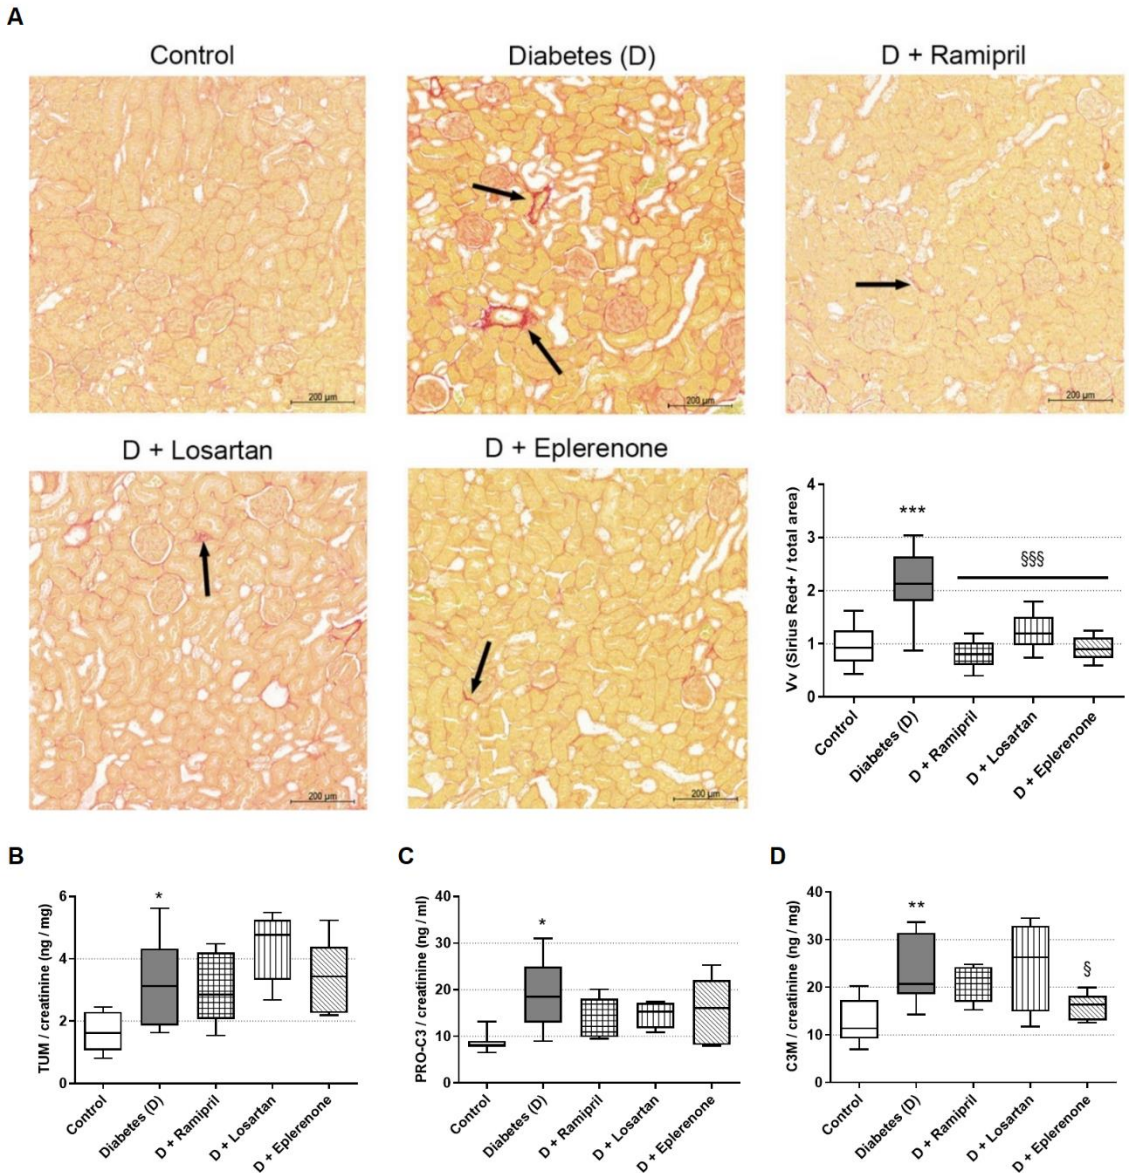 A
Control
Diabetes (D)
D + Ramipril
200 µm
200 µm
200 µm
D + Losartan
D + Eplerenone
200 µm
200 µm
Vv (Sirius Red+ / total area)
4
3
2
1
0
***
§§§
Control
Diabetes (D)
D + Ramipril
D + Losartan
D + Eplerenone
B
TUM / creatinine (ng / mg)
6
4
2
0
*
Control
Diabetes (D)
D + Ramipril
D + Losartan
D + Eplerenone
C
PRO-C3 / creatinine (ng / ml)
40
30
20
10
0
*
Control
Diabetes (D)
D + Ramipril
D + Losartan
D + Eplerenone
D
C3M / creatinine (ng / mg)
40
30
20
10
0
**
§
Control
Diabetes (D)
D + Ramipril
D + Losartan
D + Eplerenone